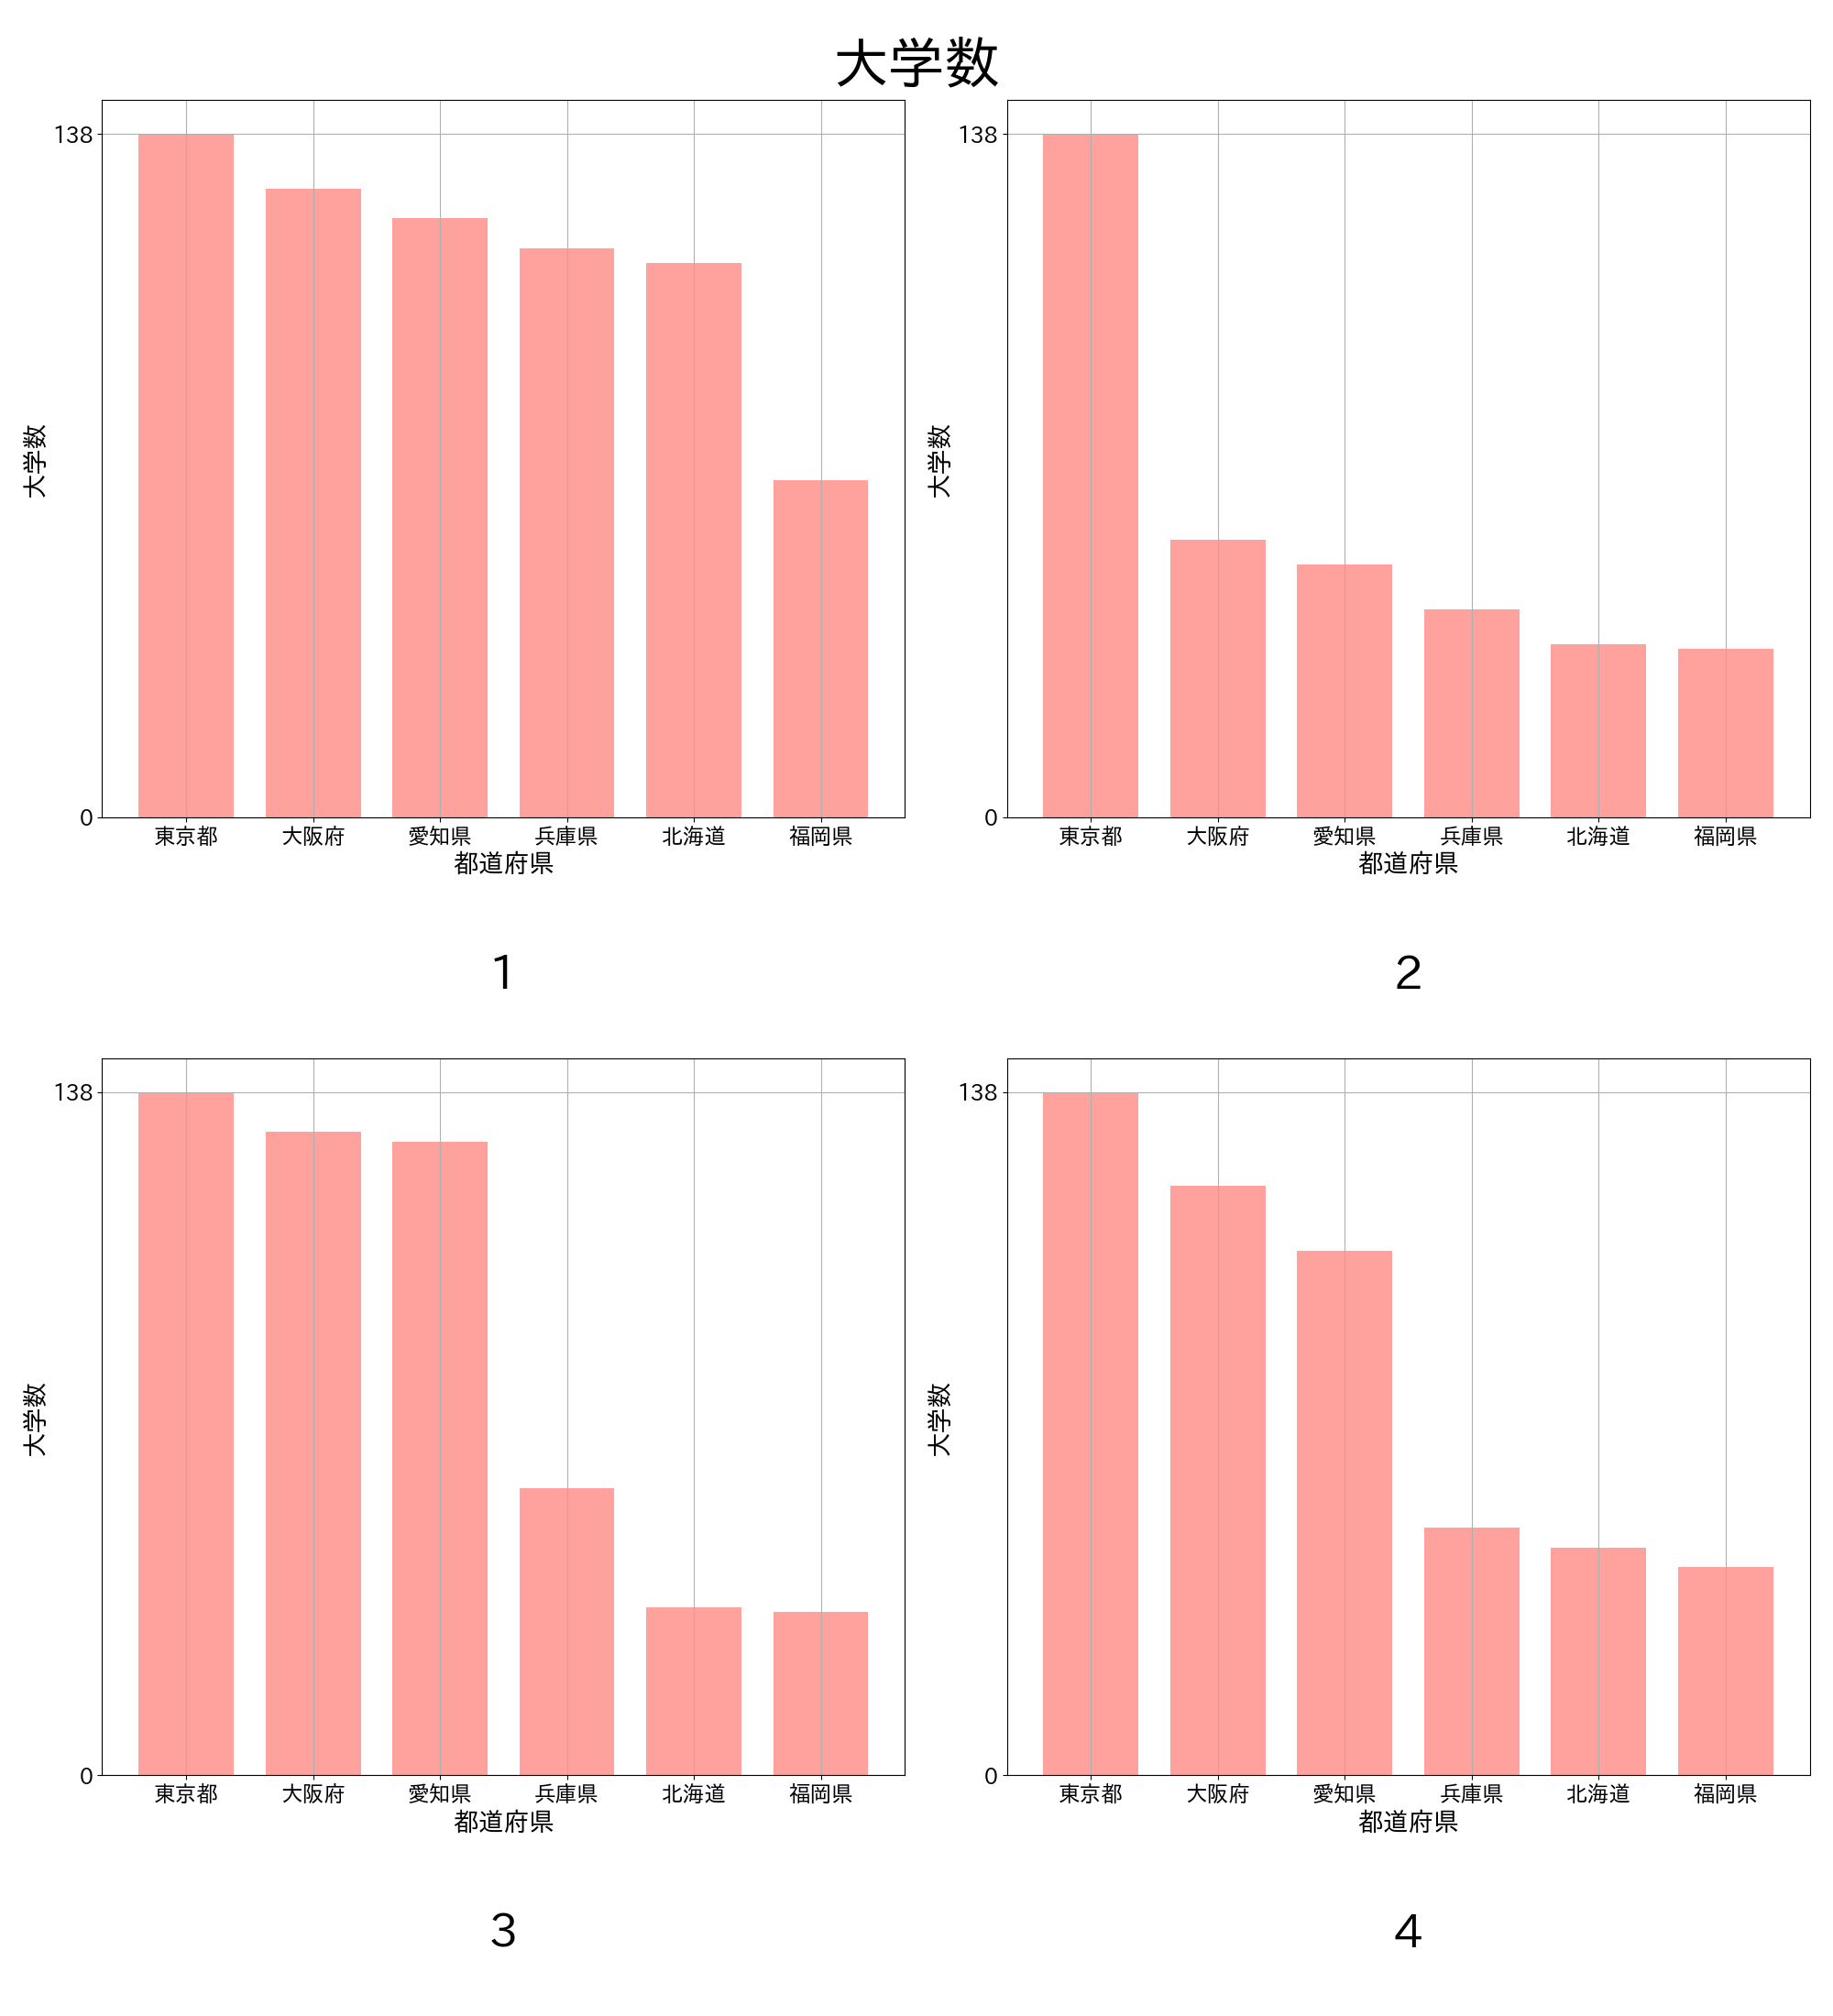 大学数
138
0
大学数
東京都 大阪府 愛知県 兵庫県 北海道 福岡県
都道府県
1
138
0
大学数
東京都 大阪府 愛知県 兵庫県 北海道 福岡県
都道府県
2
138
0
大学数
東京都 大阪府 愛知県 兵庫県 北海道 福岡県
都道府県
3
138
0
大学数
東京都 大阪府 愛知県 兵庫県 北海道 福岡県
都道府県
4